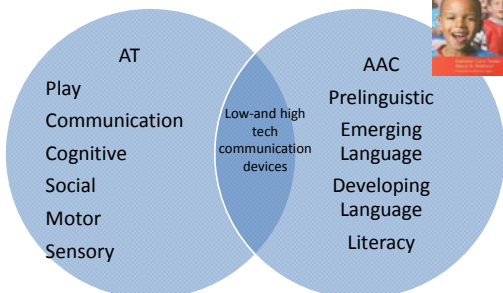 AT
Play
Communication
Cognitive
Social
Motor
Sensory
Low-and high
tech
communication
devices
AAC
Prelinguistic
Emerging
Language
Developing
Language
Literacy